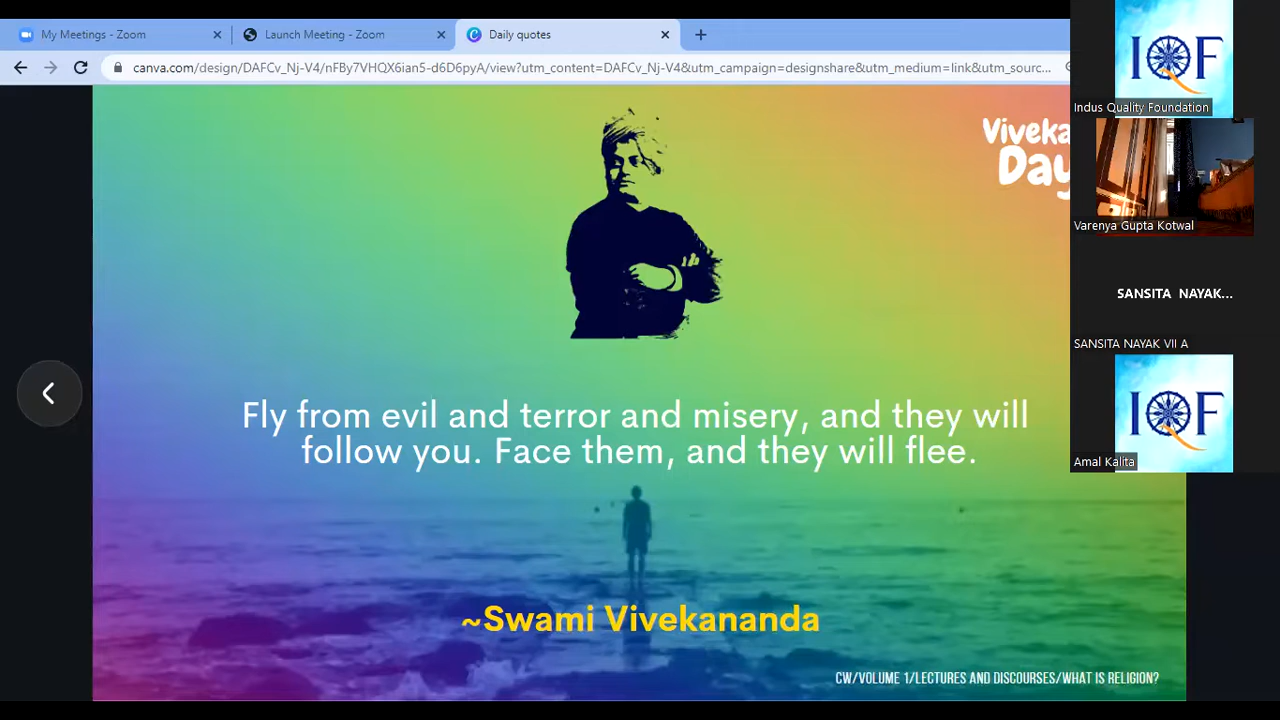 My Meetings - Zoom
Launch Meeting - Zoom
Daily quotes
canva.com/design/DAFCv_Nj-V4/nFBy7VHQX6ian5-d6D6qYA/view?utm_content=DAFCv_Nj-V4&utm_campaign=designshare&utm_medium=link&utm_sourc...
Viveka
Day
Fly from evil and terror and misery, and they will
follow you. Face them, and they will flee.
~Swami Vivekananda
CW/VOLUME 1/LECTURES AND DISCOURSES/WHAT IS RELIGION?
IQF
Indus Quality Foundation
Varenya Gupta Kotwal
SANSITA NAYAK...
SANSITA NAYAK VII A
IQF
Amal Kalita